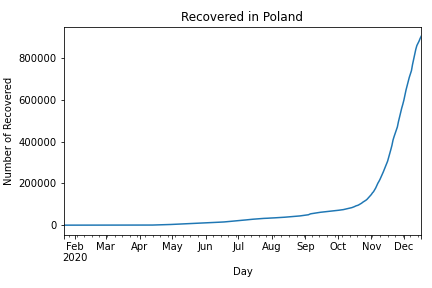 Recovered in Poland
Number of Recovered
800000
600000
400000
200000
0
Feb Mar Apr May Jun Jul Aug Sep Oct Nov Dec
2020
Day